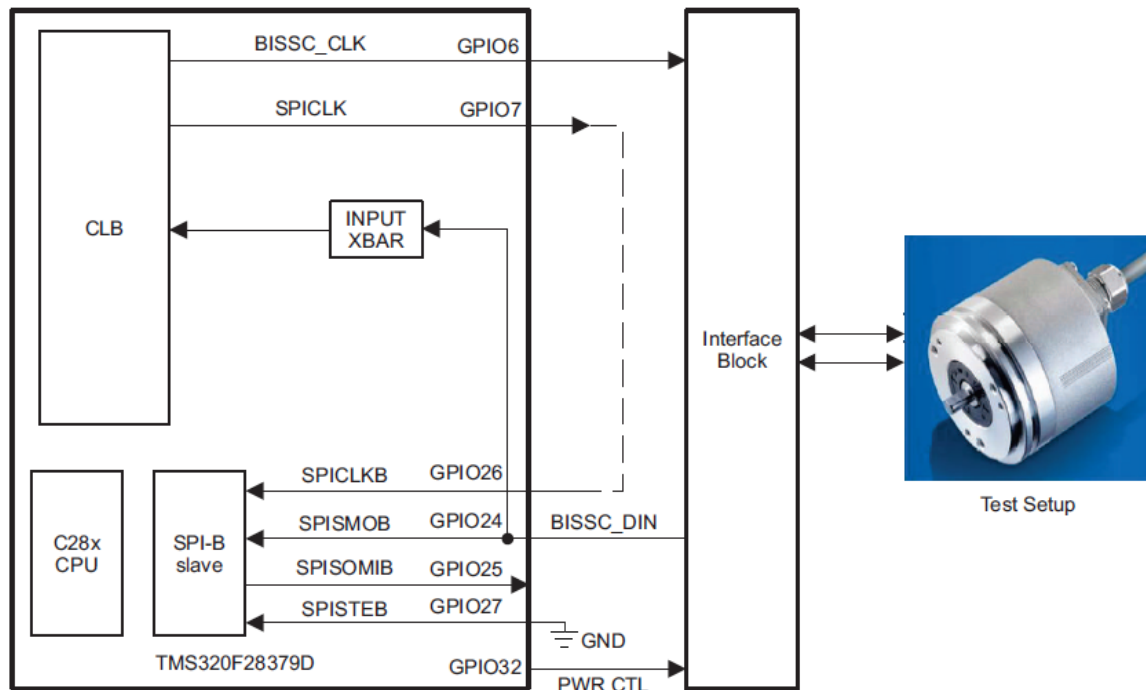 BISSC_CLK
GPIO6
SPICLK
GPIO7
CLB
INPUT
XBAR
Interface
Block
Test Setup
SPICLKB
GPIO26
SPISMOB
GPIO24
BISSC_DIN
C28x
CPU
SPI-B
slave
SPISOMIB
GPIO25
SPISTEB
GPIO27
GND
TMS320F28379D
GPIO32
PWR CTL